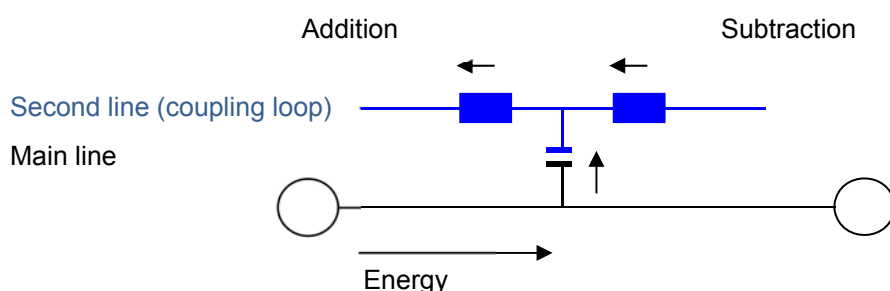 Addition
Subtraction
Second line (coupling loop)
Main line
Energy